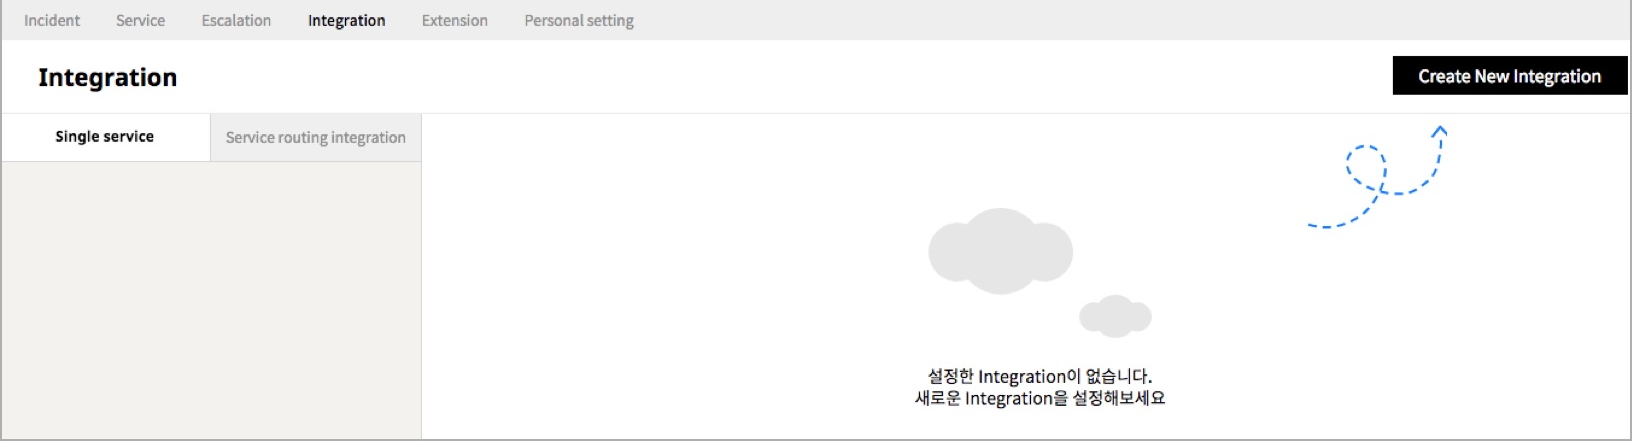 Incident Service Escalation Integration Extension Personal setting
Integration
Create New Integration
Single service
Service routing integration
설정한 Integration이 없습니다.
새로운 Integration을 설정해보세요